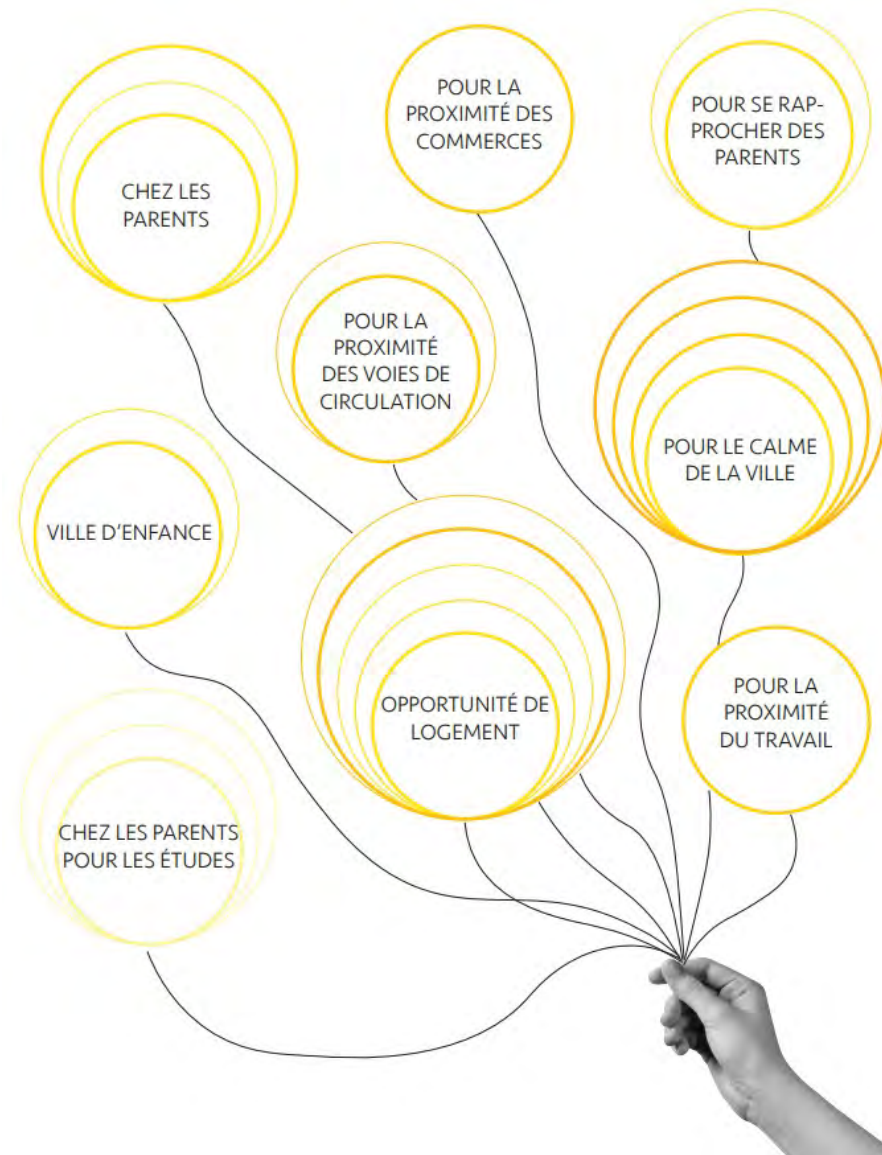 POUR LA
PROXIMITÉ DES
COMMERCES
POUR SE RAP-
PROCHER DES
PARENTS
CHEZ LES
PARENTS
POUR LA
PROXIMITÉ
DES VOIES DE
CIRCULATION
POUR LE CALME
DE LA VILLE
VILLE D'ENFANCE
OPPORTUNITÉ DE
LOGEMENT
POUR LA
PROXIMITÉ
DU TRAVAIL
CHEZ LES PARENTS
POUR LES ÉTUDES